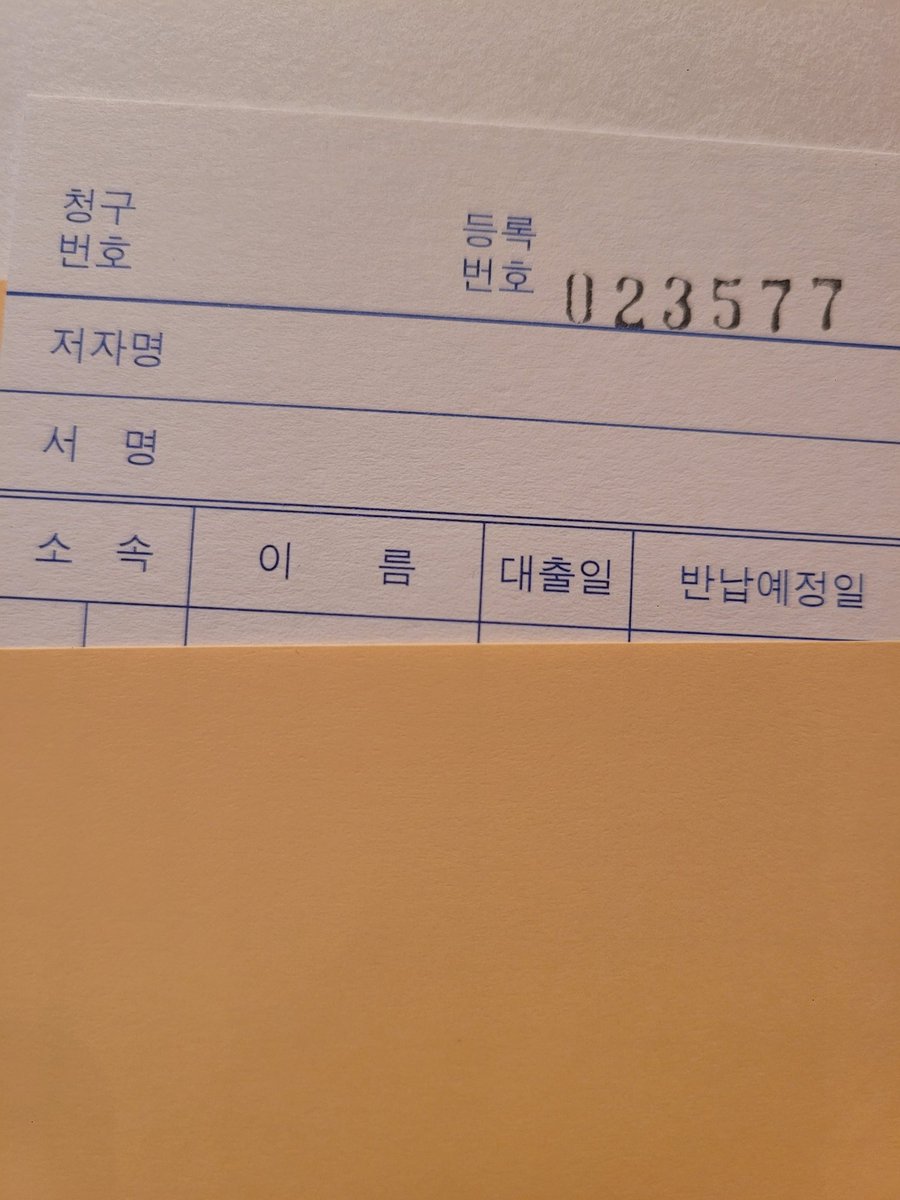 청구
번호
등록
번호 023577
저자명
서 명
소 속 이 름 대출일 반납예정일